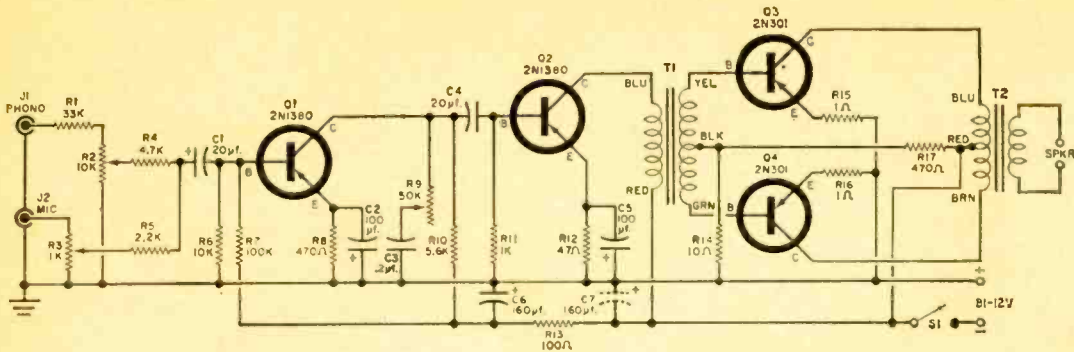 J1
PHONO
R1
33K
R2
10K
R4
4.7K
C1
20µf.
+
J2
MIC
R3
1K
R5
2.2K
R6
10K
R7
100K
Q1
2N1380
B
C
E
R8
470Ω
C2
100
µf.
+
R9
50K
C3
.2µf.
R10
5.6K
C4
20µf.
+
R11
1K
Q2
2N1380
B
C
E
R12
47Ω
C5
100
µf.
+
C6
160µf.
+
C7
160µf.
+
R13
100Ω
T1
BLU
RED
YEL
BLK
GRN
R14
10Ω
Q3
2N301
B
C
E
R15
1Ω
Q4
2N301
B
E
C
R16
1Ω
R17
470Ω
T2
BLU
RED
BRN
SPKR
+
B1-12V
S1
-